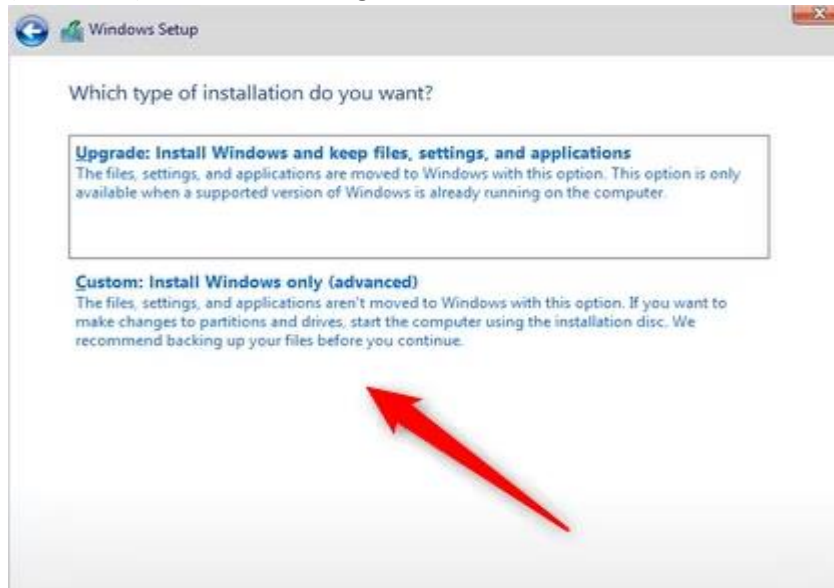 Windows Setup
Which type of installation do you want?
Upgrade: Install Windows and keep files, settings, and applications
The files, settings, and applications are moved to Windows with this option. This option is only
available when a supported version of Windows is already running on the computer.
Custom: Install Windows only (advanced)
The files, settings, and applications aren't moved to Windows with this option. If you want to
make changes to partitions and drives, start the computer using the installation disc. We
recommend backing up your files before you continue.